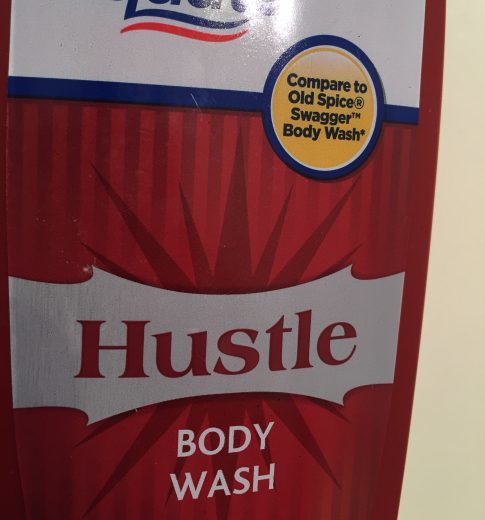 Compare to
Old Spice®
Swagger™
Body Wash*
Hustle
BODY
WASH